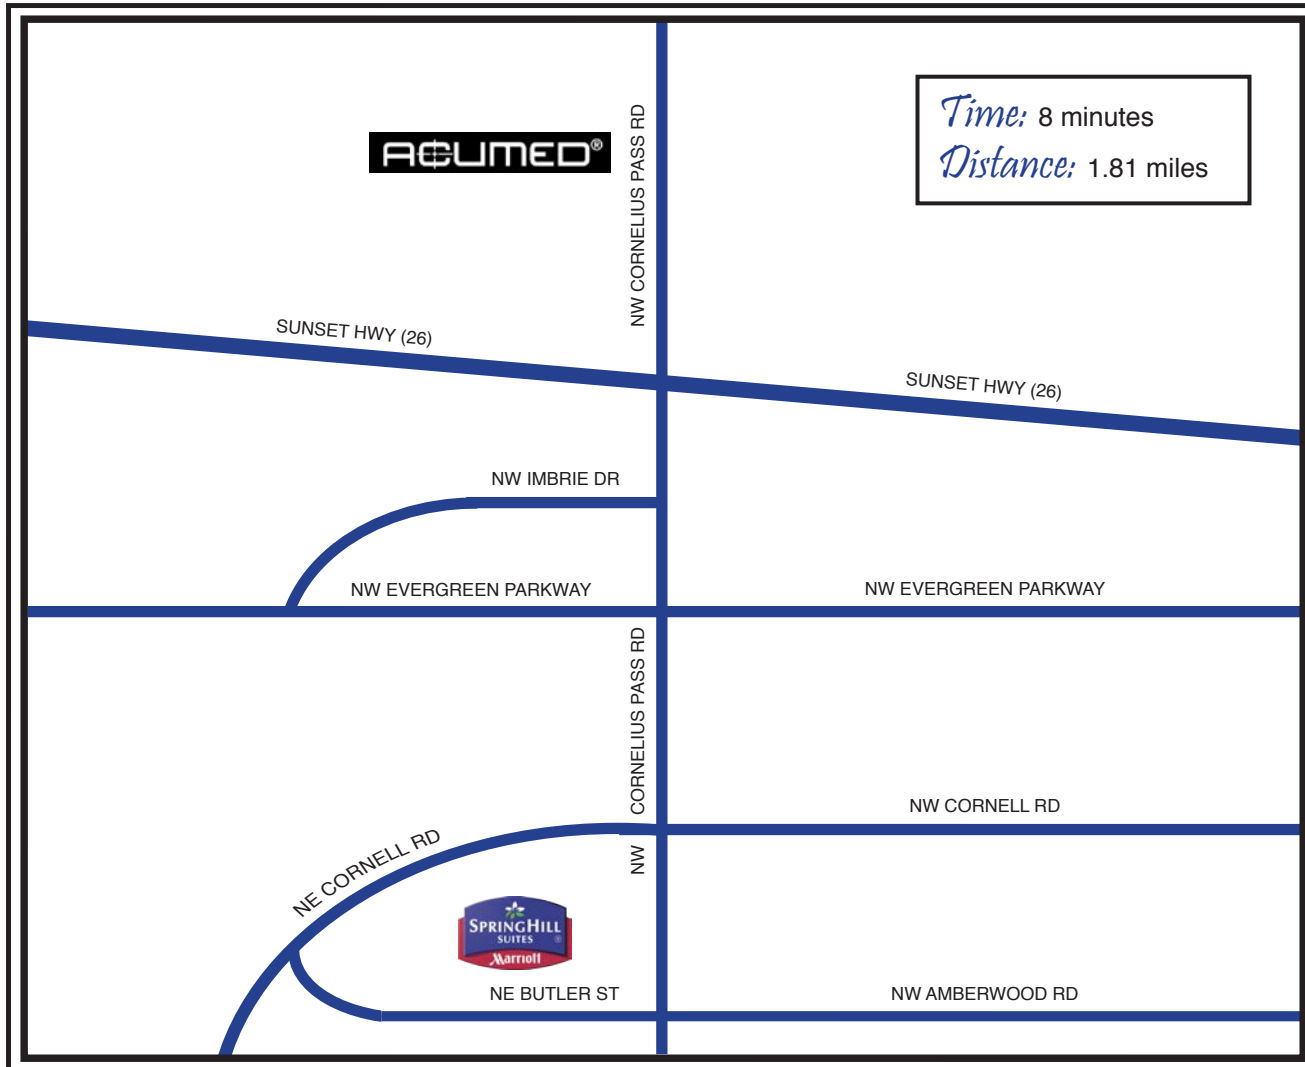 Time: 8 minutes
Distance: 1.81 miles
ACUMED®
NW CORNELIUS PASS RD
SUNSET HWY (26)
SUNSET HWY (26)
NW IMBRIE DR
NW EVERGREEN PARKWAY
NW EVERGREEN PARKWAY
NW CORNELIUS PASS RD
NW CORNELL RD
NE CORNELL RD
SPRINGHILL
SUITES ®
Marriott
NE BUTLER ST
NW AMBERWOOD RD